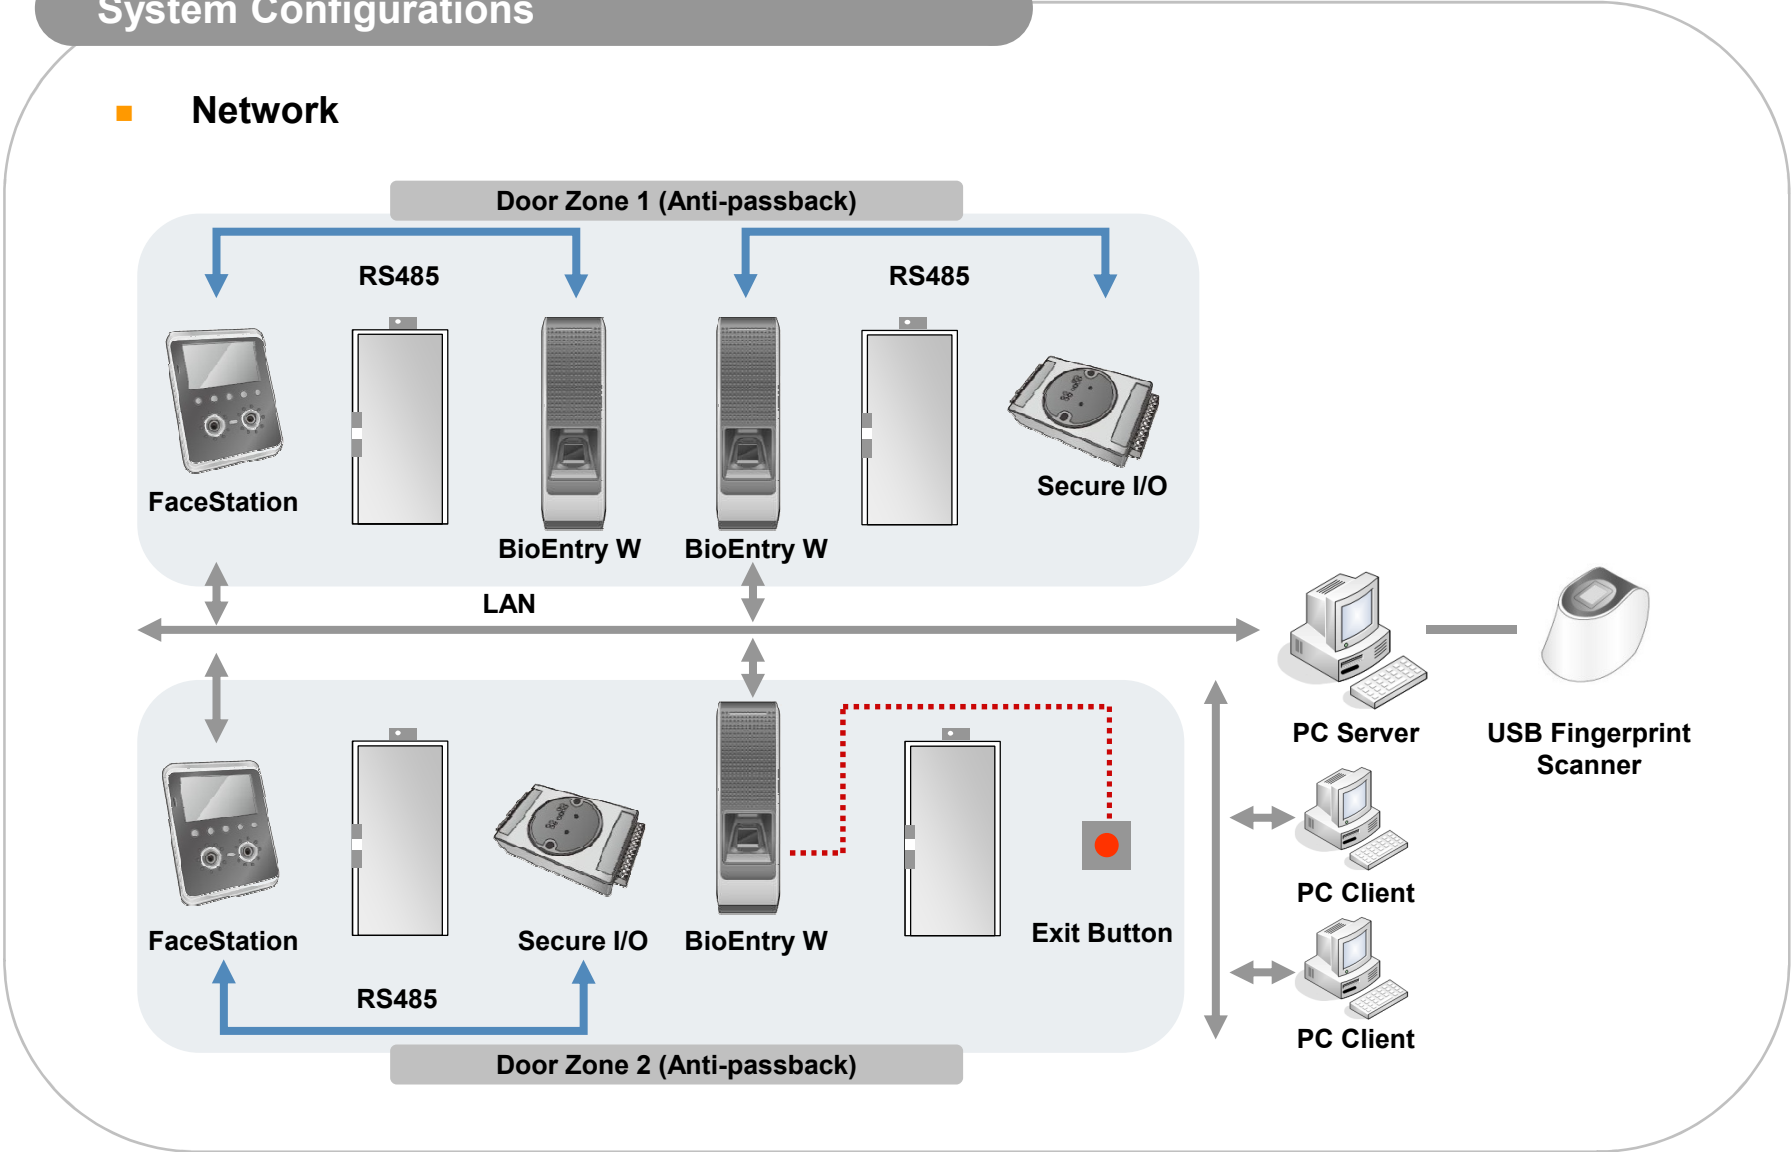 System Configurations
Network
Door Zone 1 (Anti-passback)
RS485
RS485
FaceStation
BioEntry W
BioEntry W
Secure I/O
LAN
PC Server
USB Fingerprint
Scanner
PC Client
FaceStation
Secure I/O
BioEntry W
Exit Button
RS485
PC Client
Door Zone 2 (Anti-passback)